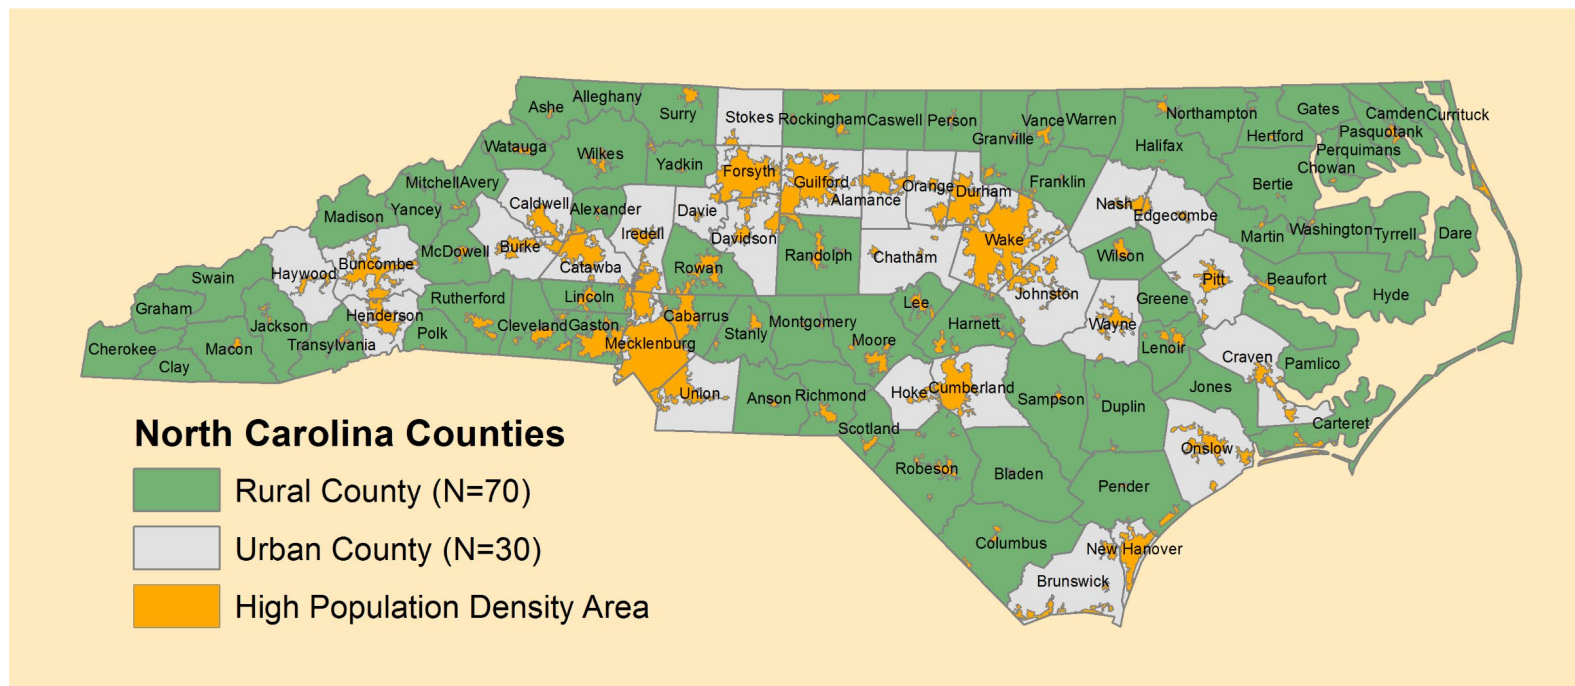 Ashe
Alleghany
Surry
Stokes
Rockingham
Caswell
Person
Granville
Vance
Warren
Northampton
Gates
Camden
Currituck
Pasquotank
Hertford
Perquimans
Halifax
Chowan
Watauga
Wilkes
Yadkin
Forsyth
Guilford
Alamance
Orange
Durham
Franklin
Bertie
Mitchell
Avery
Caldwell
Alexander
Davie
Iredell
Nash
Edgecombe
Madison
Yancey
Martin
Washington
Tyrrell
Dare
McDowell
Burke
Catawba
Davidson
Randolph
Chatham
Wake
Wilson
Buncombe
Haywood
Rowan
Swain
Pitt
Beaufort
Hyde
Johnston
Greene
Graham
Rutherford
Lincoln
Lee
Henderson
Cabarrus
Jackson
Polk
Cleveland
Gaston
Stanly
Montgomery
Harnett
Wayne
Cherokee
Macon
Transylvania
Mecklenburg
Moore
Lenoir
Craven
Pamlico
Clay
Union
Anson
Richmond
Hoke
Cumberland
Sampson
Duplin
Jones
Scotland
Carteret
Onslow
Robeson
Bladen
Pender
Columbus
New Hanover
Brunswick
North Carolina Counties
Rural County (N=70)
Urban County (N=30)
High Population Density Area